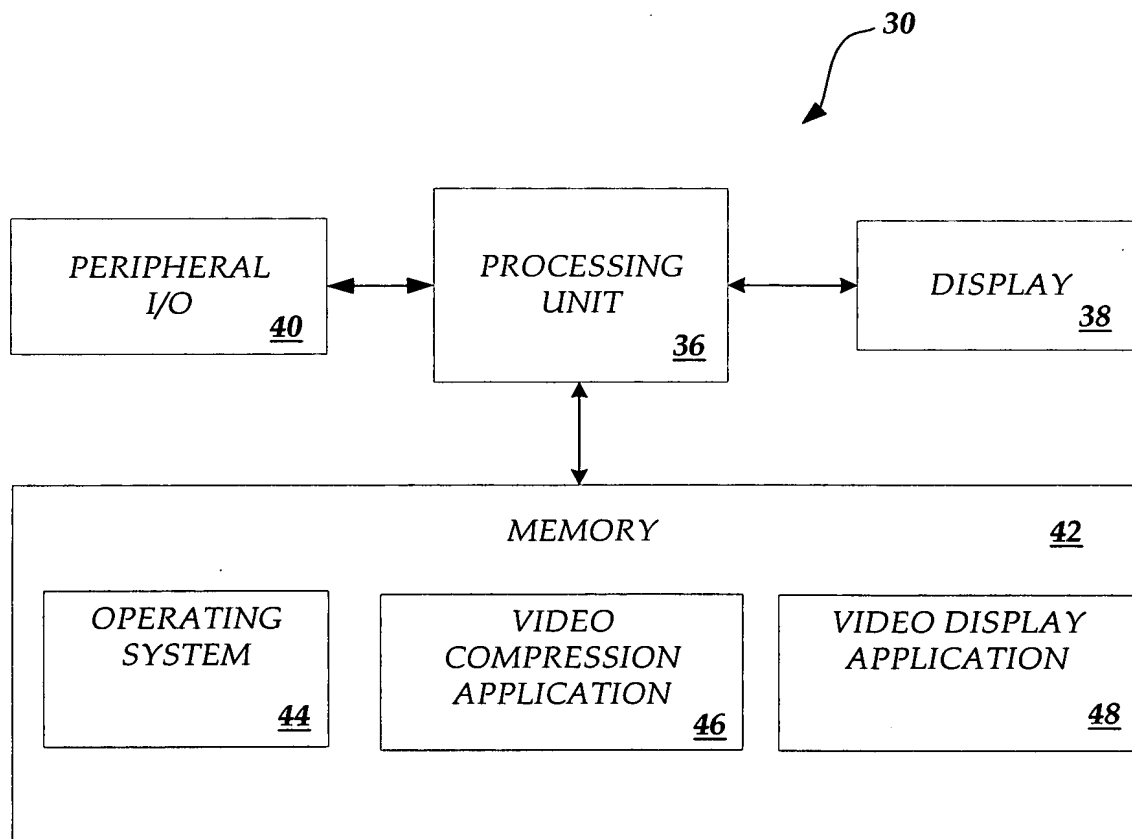 30
PERIPHERAL
I/O
40
PROCESSING
UNIT
36
DISPLAY
38
MEMORY
42
OPERATING
SYSTEM
44
VIDEO
COMPRESSION
APPLICATION
46
VIDEO DISPLAY
APPLICATION
48